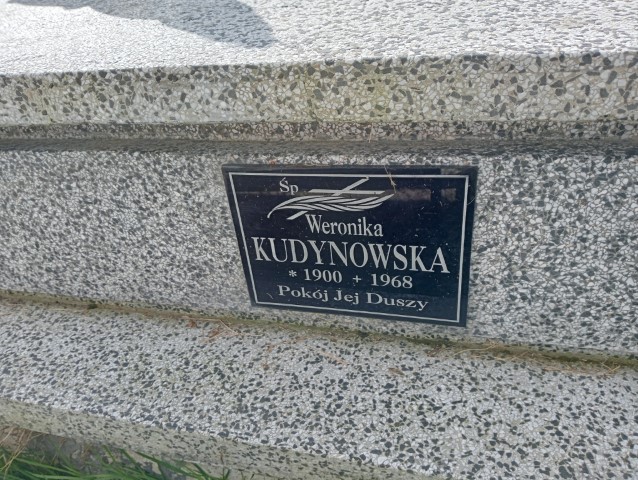 Śp
Weronika
KUDYNOWSKA
* 1900 + 1968
Pokój Jej Duszy